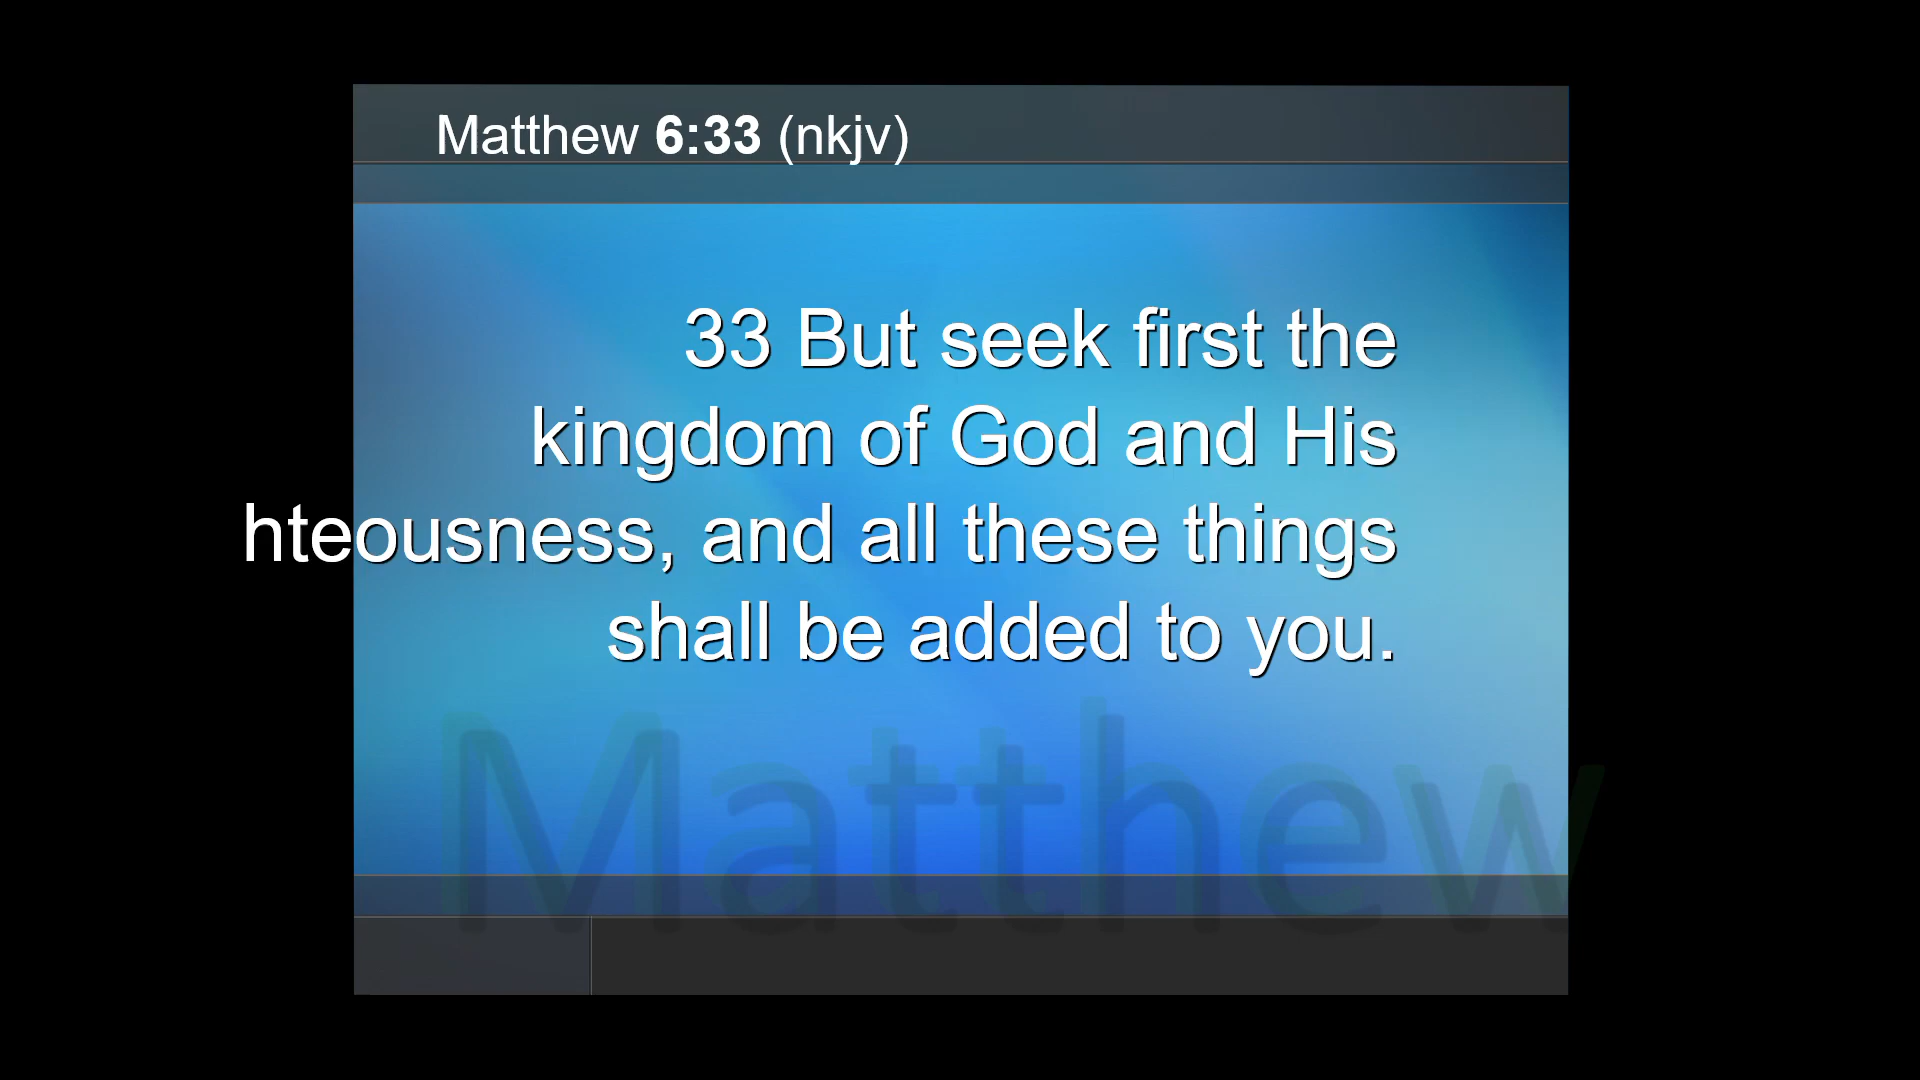 Matthew 6:33 (nkjv)
33 But seek first the
kingdom of God and His
hteousness, and all these things
shall be added to you.
Matthew